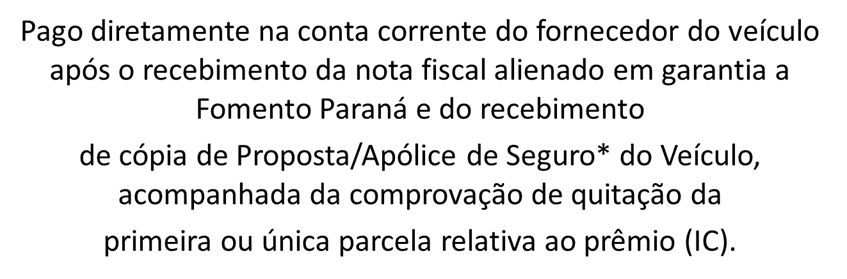 Pago diretamente na conta corrente do fornecedor do veículo
após o recebimento da nota fiscal alienado em garantia a
Fomento Paraná e do recebimento
de cópia de Proposta/Apólice de Seguro* do Veículo,
acompanhada da comprovação de quitação da
primeira ou única parcela relativa ao prêmio (IC).